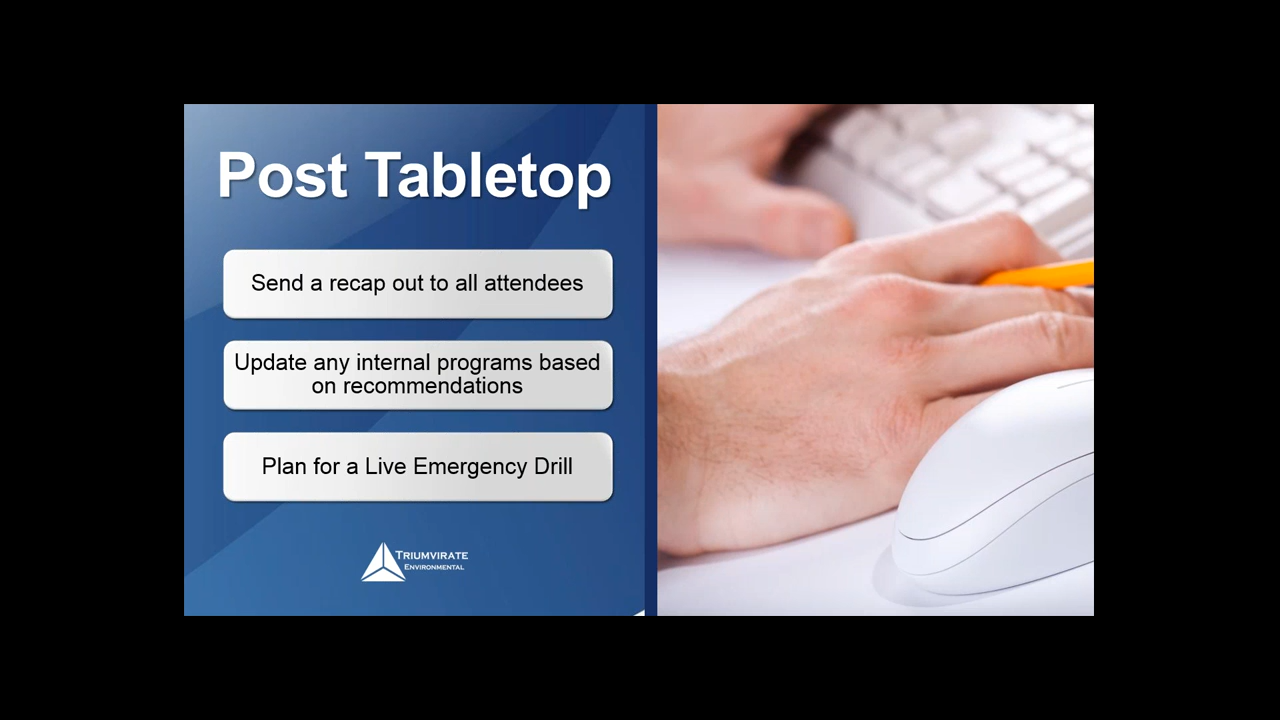 Post Tabletop
Send a recap out to all attendees
Update any internal programs based
on recommendations
Plan for a Live Emergency Drill
TRIUMVIRATE
ENVIRONMENTAL